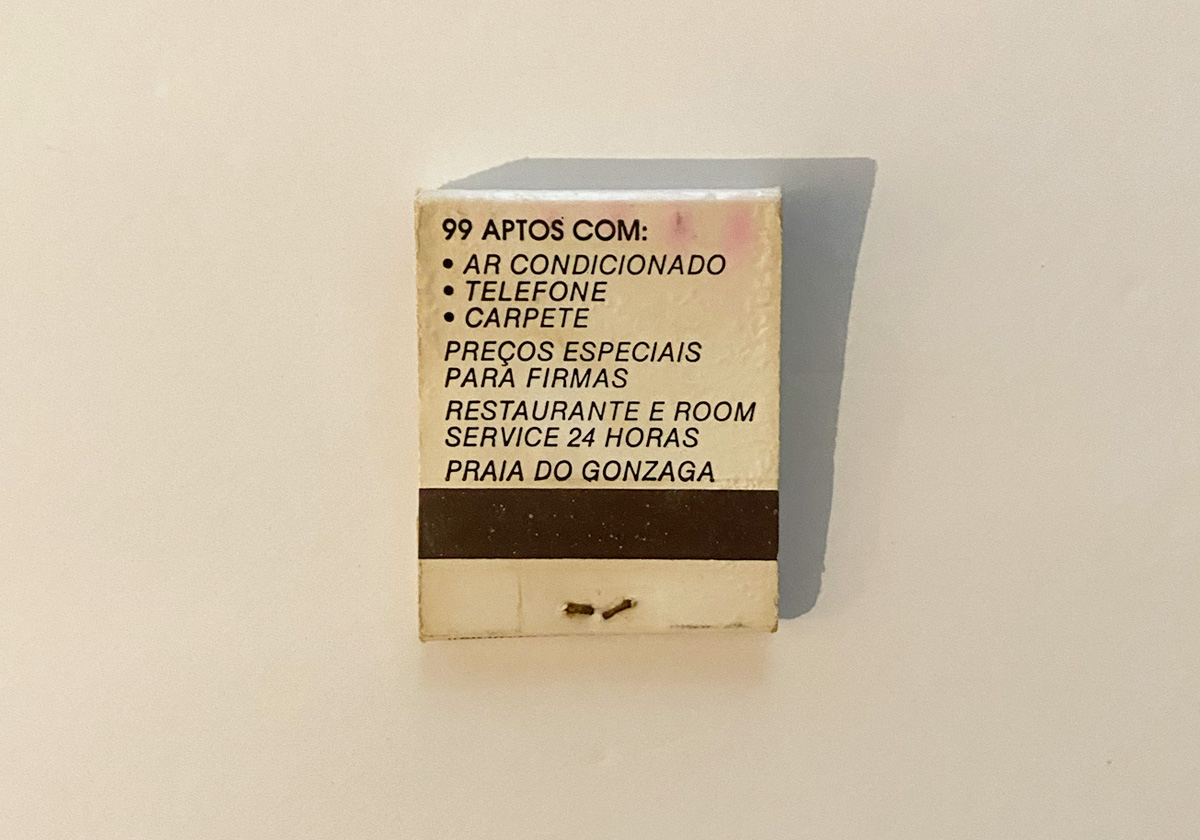 99 APTOS COM:
• AR CONDICIONADO
• TELEFONE
• CARPETE
PREÇOS ESPECIAIS
PARA FIRMAS
RESTAURANTE E ROOM
SERVICE 24 HORAS
PRAIA DO GONZAGA